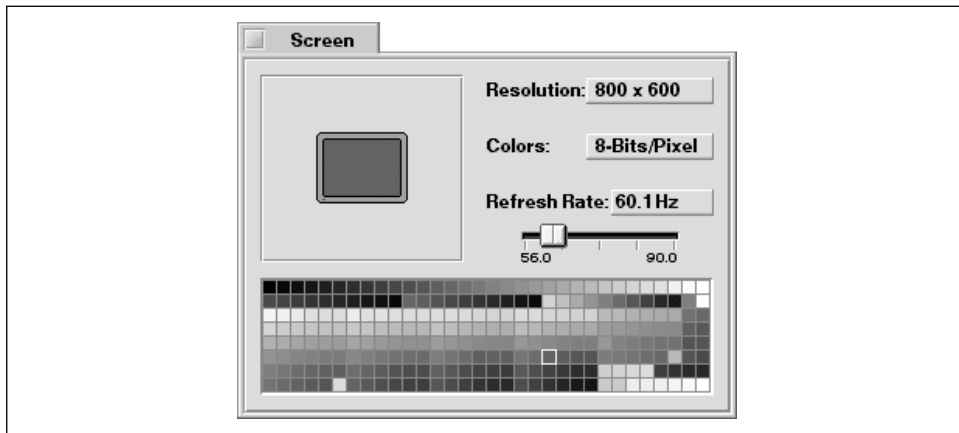 Screen
Resolution: 800 x 600
Colors: 8-Bits/Pixel
Refresh Rate: 60.1 Hz
56.0 90.0